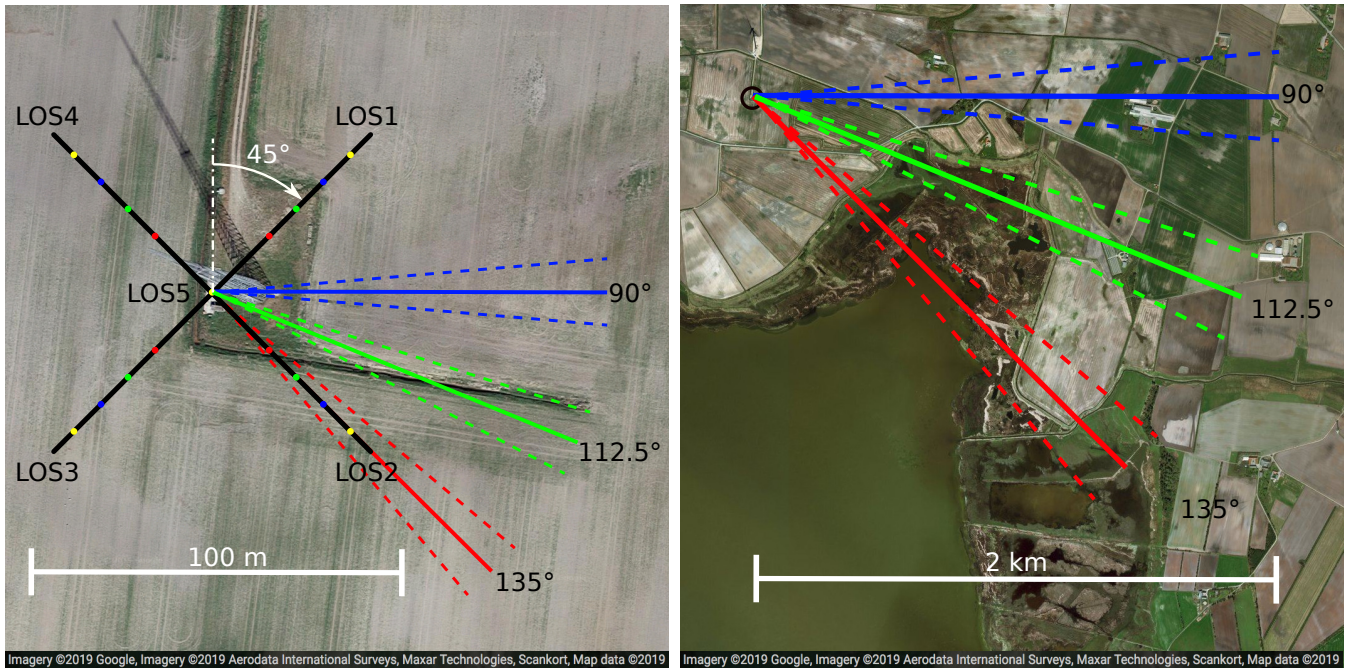 LOS4
LOS1
45°
LOS5
90°
112.5°
LOS3
LOS2
100 m
135°
Imagery ©2019 Google, Imagery ©2019 Aerodata International Surveys, Maxar Technologies, Scankort, Map data ©2019
90°
112.5°
135°
2 km
Imagery ©2019 Google, Imagery ©2019 Aerodata International Surveys, Maxar Technologies, Scankort, Map data ©2019